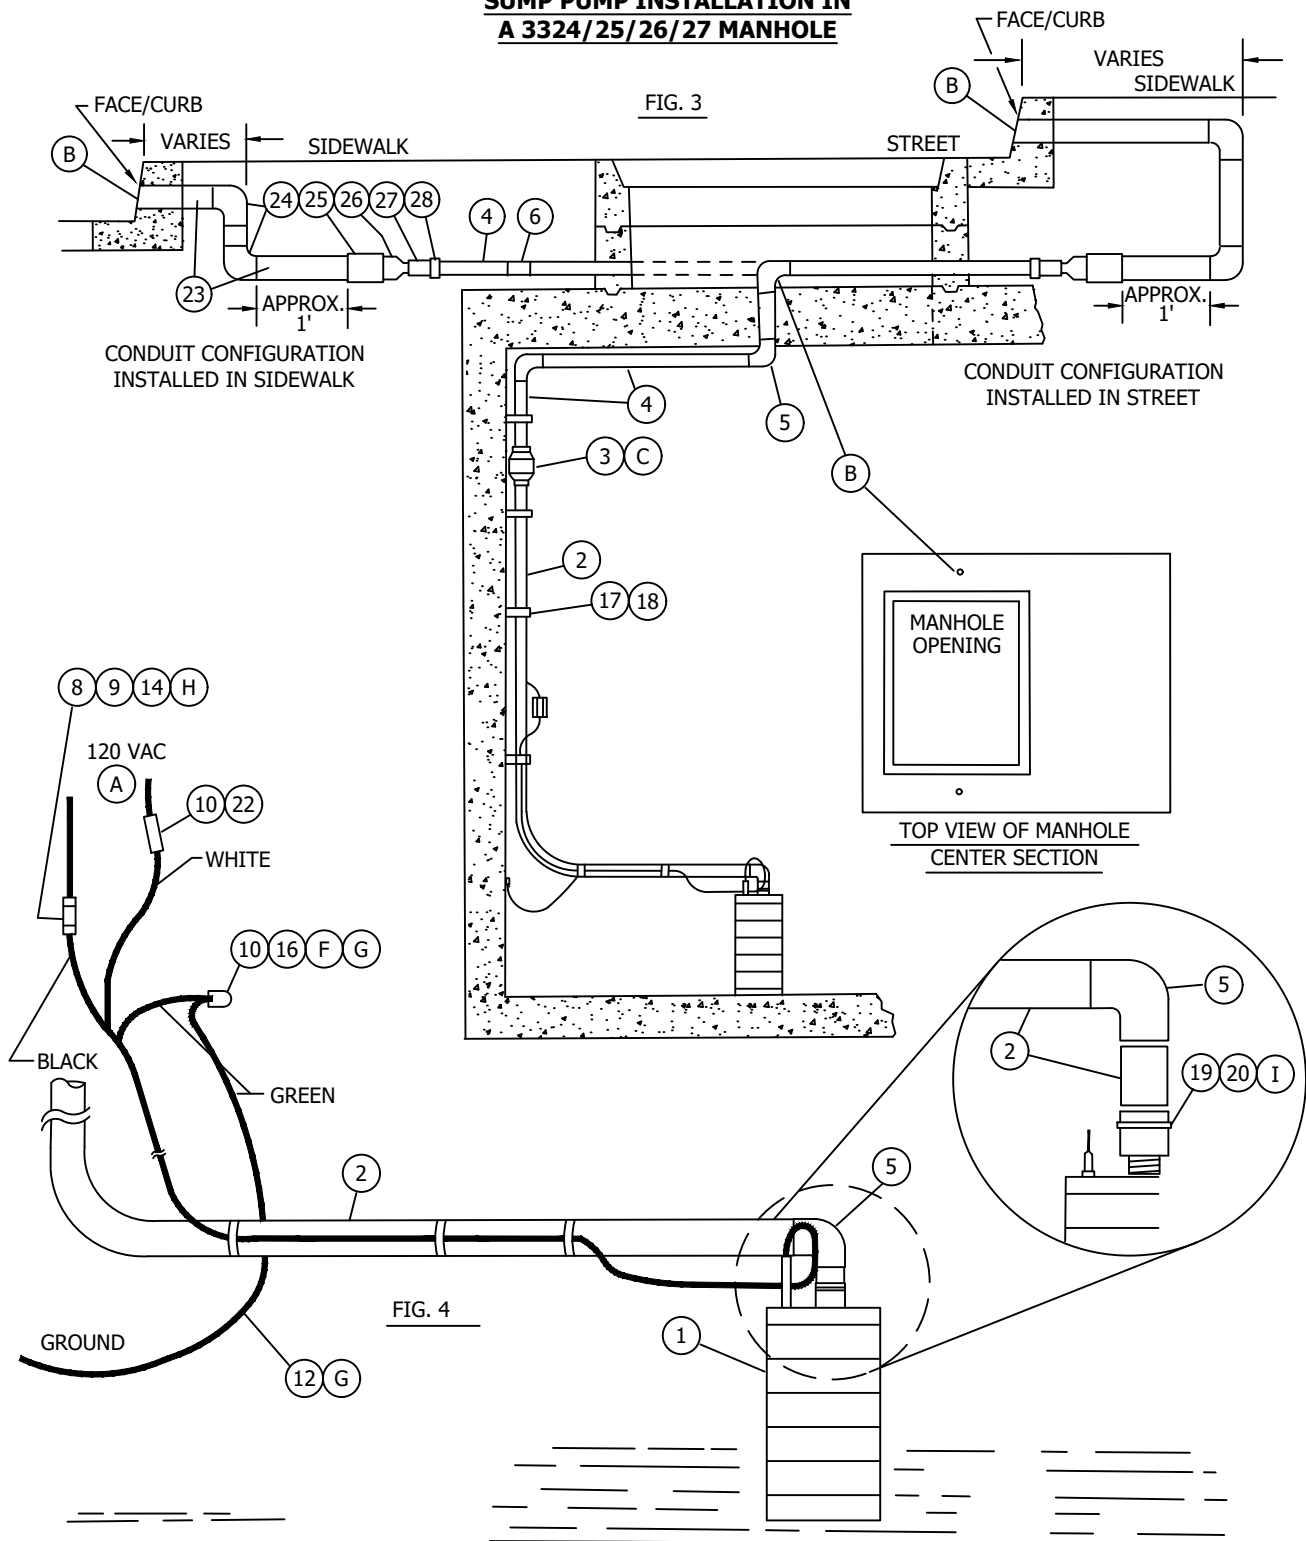 SUMP PUMP INSTALLATION IN
A 3324/25/26/27 MANHOLE
FACE/CURB
VARIES
SIDEWALK
B
FIG. 3
FACE/CURB
VARIES
SIDEWALK
B
STREET
24 25 26 27 28
4
6
23
APPROX.
1'
APPROX.
1'
CONDUIT CONFIGURATION
INSTALLED IN SIDEWALK
CONDUIT CONFIGURATION
INSTALLED IN STREET
4
5
3 C
B
2
17 18
MANHOLE
OPENING
TOP VIEW OF MANHOLE
CENTER SECTION
8 9 14 H
120 VAC
A
10 22
WHITE
10 16 F G
BLACK
GREEN
5
2
19 20 I
2
5
FIG. 4
1
GROUND
12 G